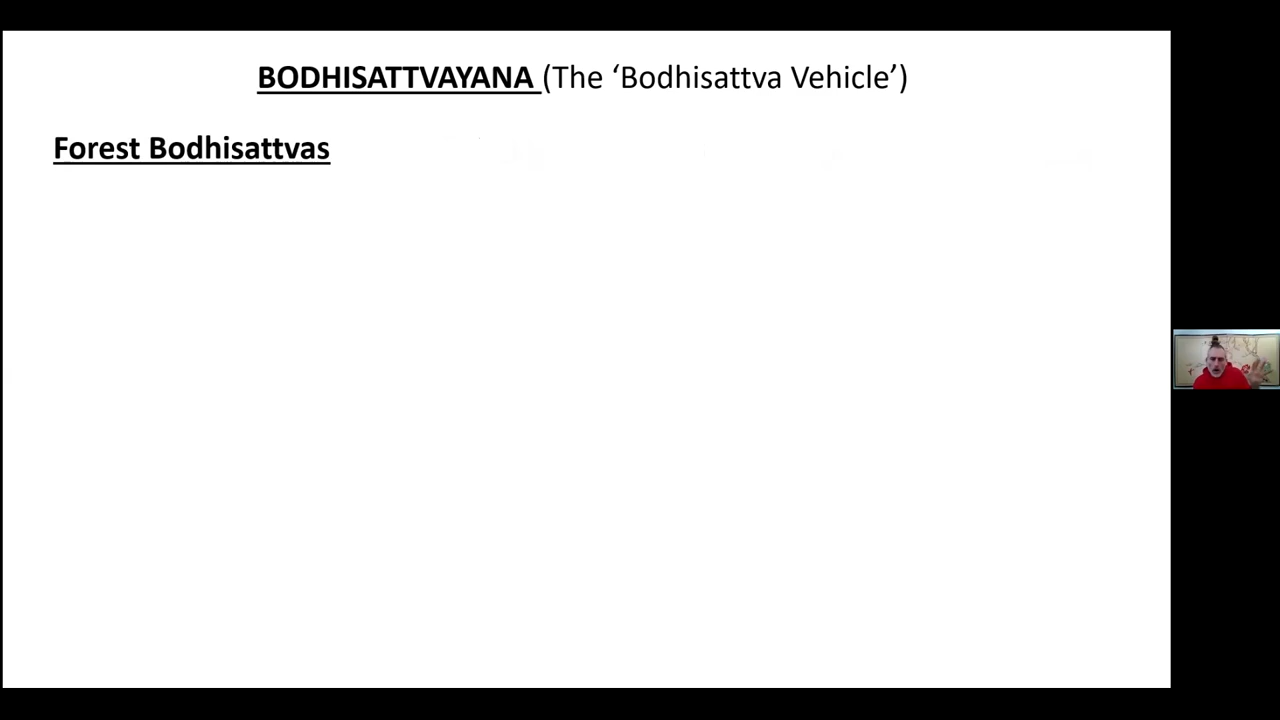 BODHISATTVAYANA (The ‘Bodhisattva Vehicle’)
Forest Bodhisattvas